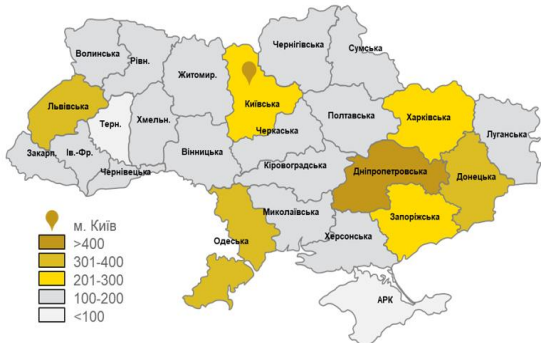 Чернігівська
Сумська
Волинська
Рівн.
Житомир.
Київська
Львівська
Терн.
Хмельн.
Черкаська
Полтавська
Харківська
Луганська
Закарп.
Ів.-Фр.
Вінницька
Чернівецька
Кіровоградська
Дніпропетровська
Донецька
Миколаївська
Запоріжська
Одеська
Херсонська
АРК
м. Київ
>400
301-400
201-300
100-200
<100